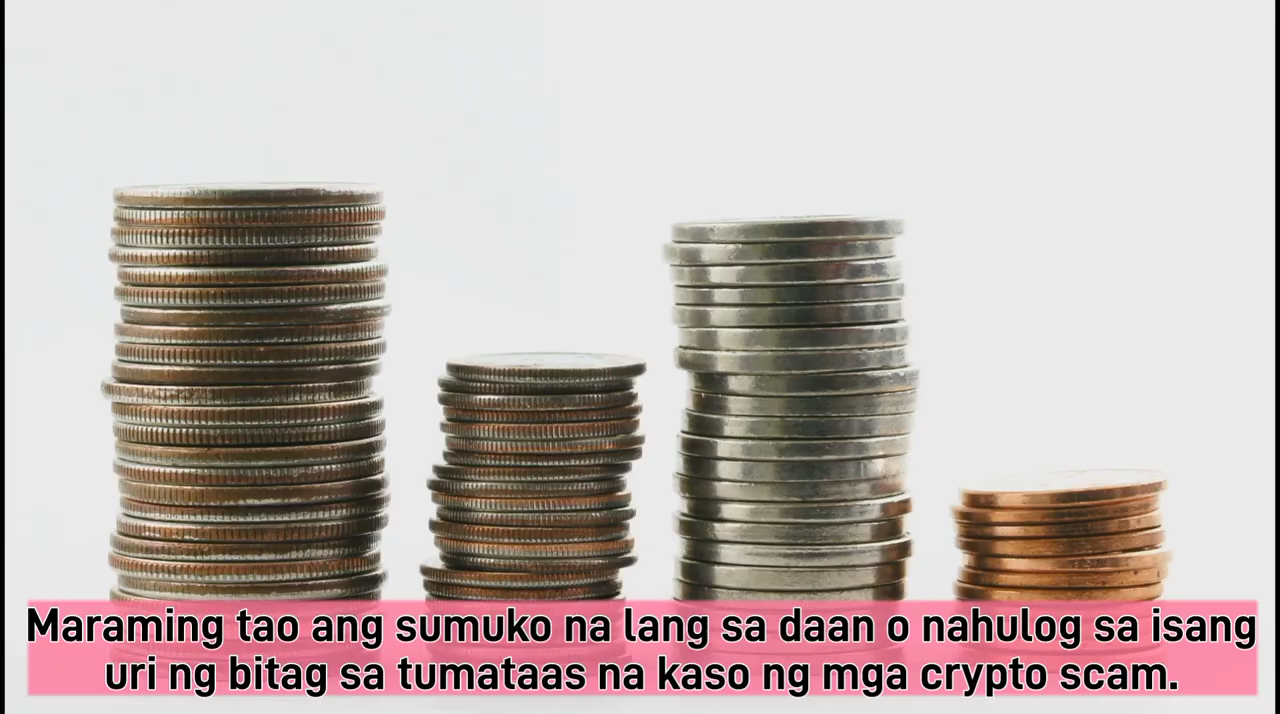 Maraming tao ang sumuko na lang sa daan o nahulog sa isang
uri ng bitag sa tumataas na kaso ng mga crypto scam.